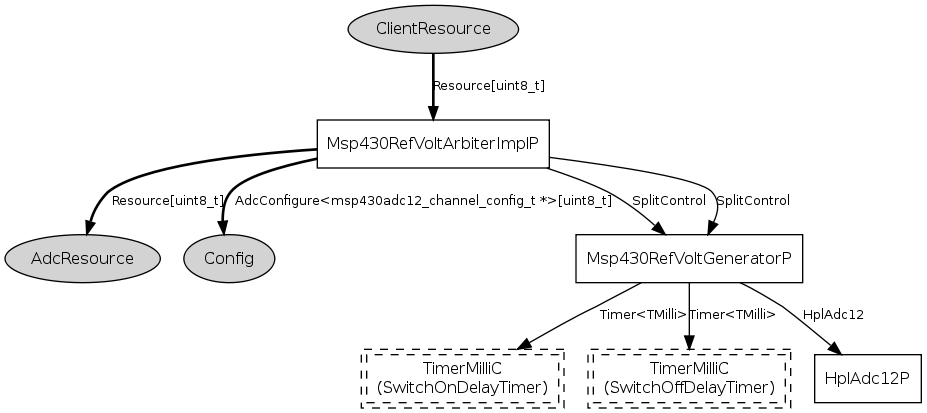 ClientResource
Resource[uint8_t]
Msp430RefVoltArbiterImplP
Resource[uint8_t]
AdcConfigure<msp430adc12_channel_config_t *>[uint8_t]
SplitControl
SplitControl
AdcResource
Config
Msp430RefVoltGeneratorP
Timer<TMilli>
Timer<TMilli>
HplAdc12
TimerMilliC
(SwitchOnDelayTimer)
TimerMilliC
(SwitchOffDelayTimer)
HplAdc12P